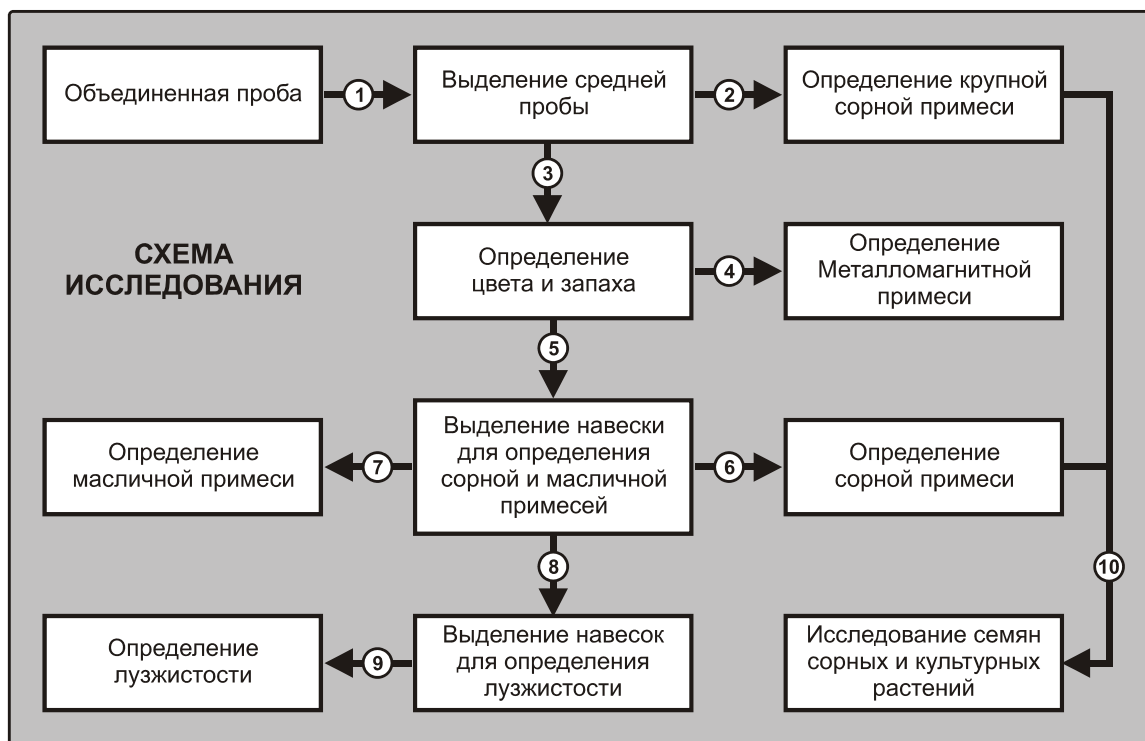 Объединенная проба
1
Выделение средней
пробы
2
Определение крупной
сорной примеси
3
СХЕМА
ИССЛЕДОВАНИЯ
Определение
цвета и запаха
4
Определение
Металломагнитной
примеси
5
Определение
масличной примеси
7
Выделение навески
для определения
сорной и масличной
примесей
6
Определение
сорной примеси
8
10
Определение
лузжистости
9
Выделение навесок
для определения
лузжистости
Исследование семян
сорных и культурных
растений